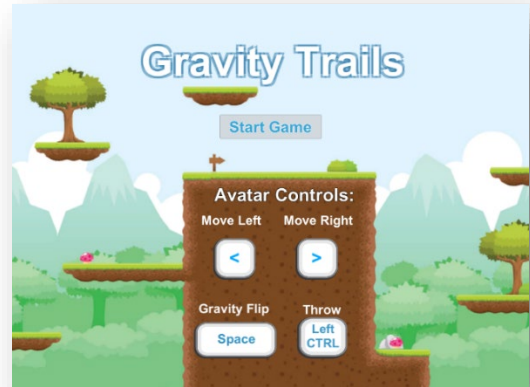 Gravity Trails
Start Game
Avatar Controls:
Move Left Move Right
< >
Gravity Flip Throw
Space Left
CTRL